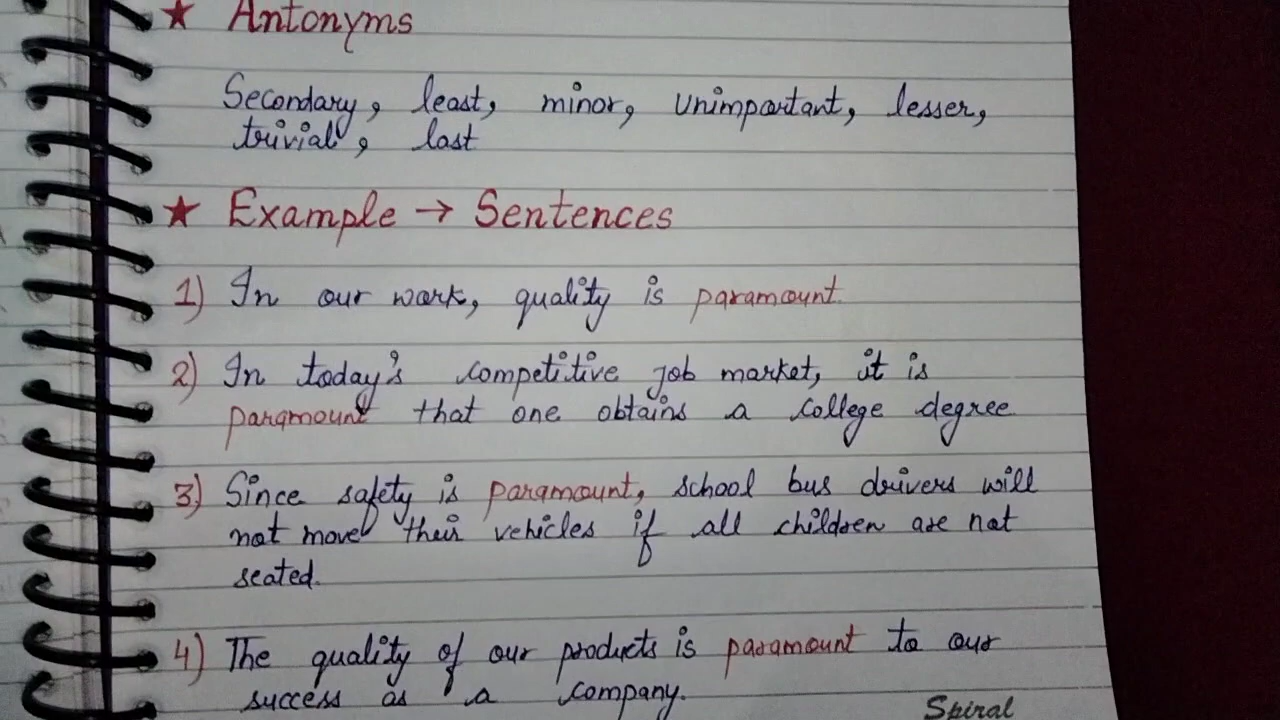 ★ Antonyms
Secondary, least, minor, unimportant, lesser,
trivial, last
★ Example → Sentences
1) In our work, quality is paramount.
2) In today's competitive job market, it is
paramount that one obtains a college degree
3) Since safety is paramount, school bus drivers will
not move their vehicles if all children are not
seated.
4) The quality of our products is paramount to our
success as a company.
Spiral